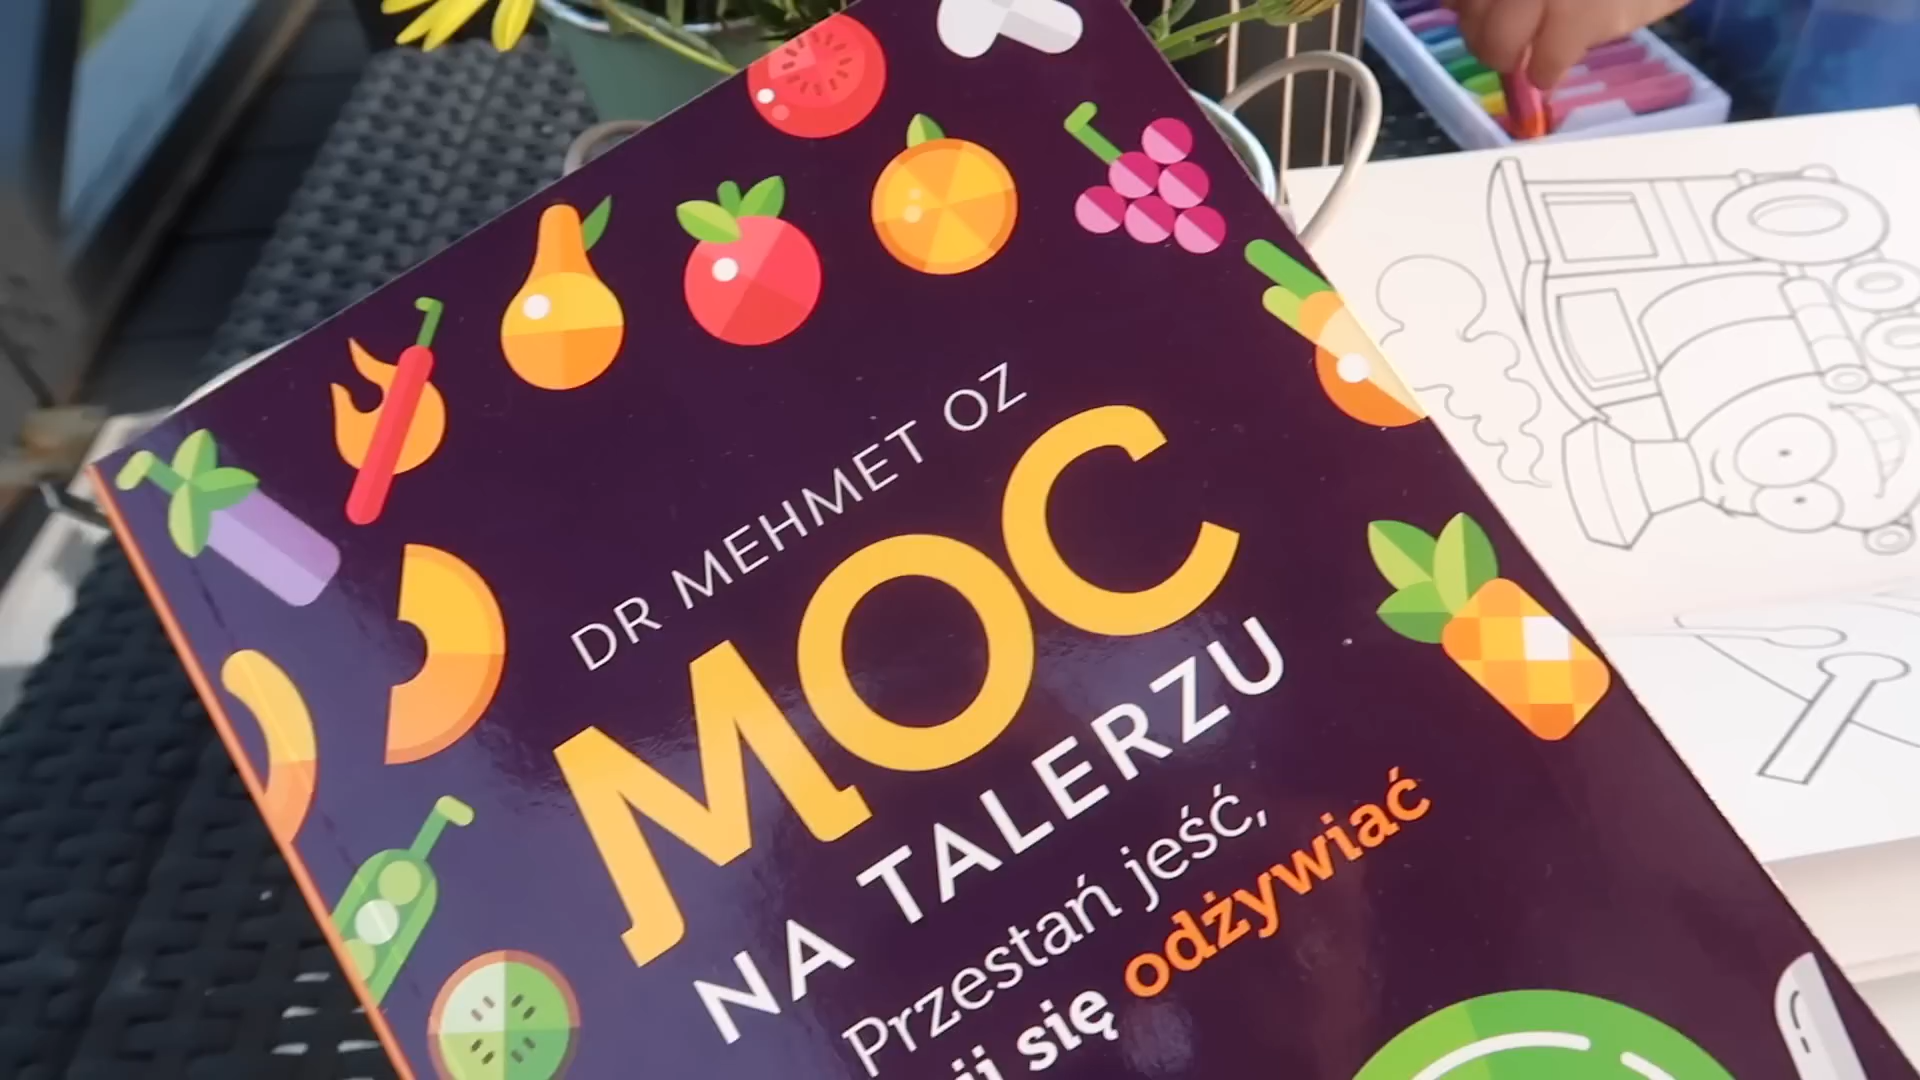 DR MEHMET OZ
MOC
NA TALERZU
Przestań jeść,
się odżywiać